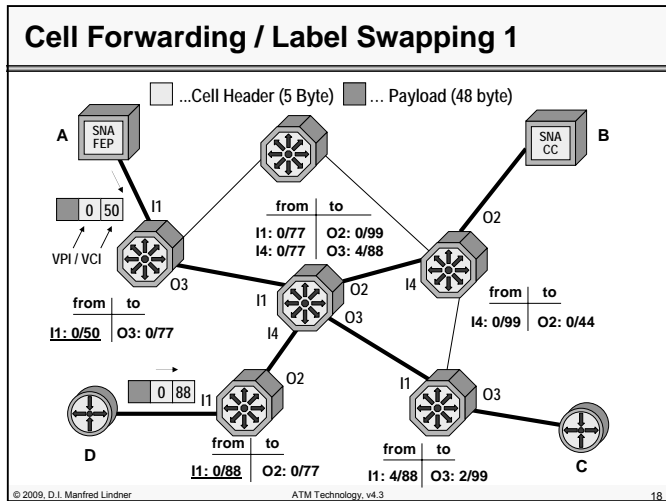 Cell Forwarding / Label Swapping 1
...Cell Header (5 Byte) ... Payload (48 byte)
A
SNA
FEP
SNA
CC
B
I1
0 50
VPI / VCI
O3
from to
I1: 0/77 O2: 0/99
I4: 0/77 O3: 4/88
O2
I4
I1
O2
O3
I4
from to
I1: 0/50 O3: 0/77
from to
I4: 0/99 O2: 0/44
0 88
I1
O2
I1
O3
D
C
from to
I1: 0/88 O2: 0/77
from to
I1: 4/88 O3: 2/99
© 2009, D.I. Manfred Lindner ATM Technology, v4.3 18